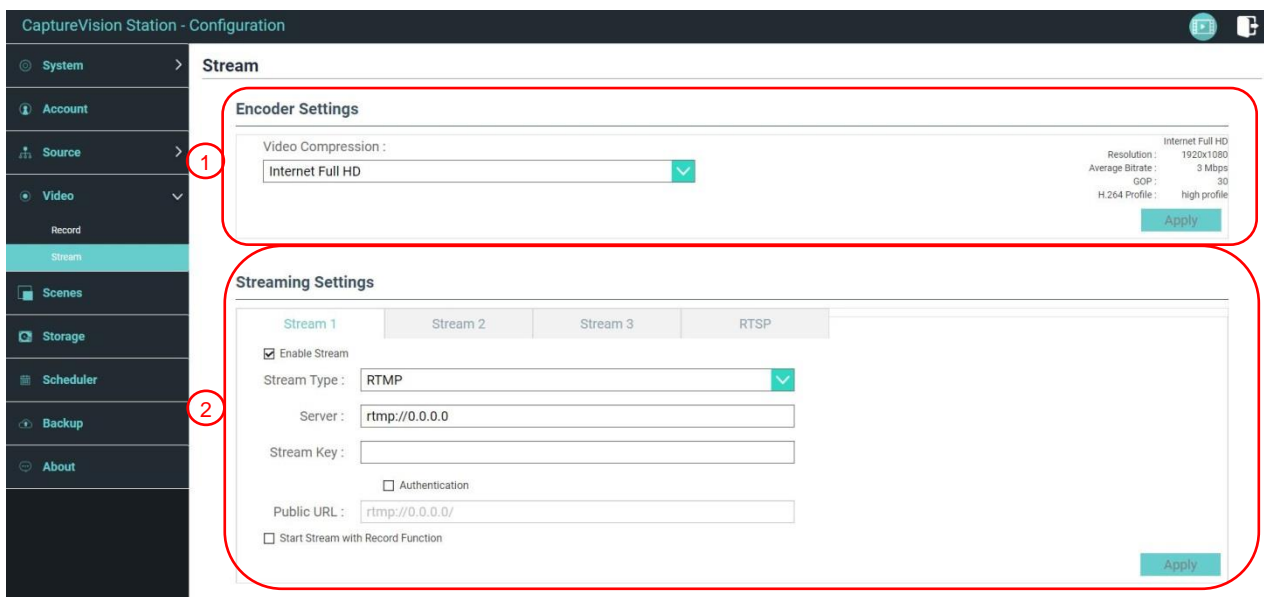 CaptureVision Station - Configuration
System
Account
Source
Video
Record
Stream
Scenes
Storage
Scheduler
Backup
About
Stream
1
Encoder Settings
Video Compression :
Internet Full HD
Internet Full HD
Resolution : 1920x1080
Average Bitrate : 3 Mbps
GOP : 30
H.264 Profile : high profile
Apply
2
Streaming Settings
Stream 1 Stream 2 Stream 3 RTSP
Enable Stream
Stream Type : RTMP
Server : rtmp://0.0.0.0
Stream Key :
Authentication
Public URL : rtmp://0.0.0.0/
Start Stream with Record Function
Apply